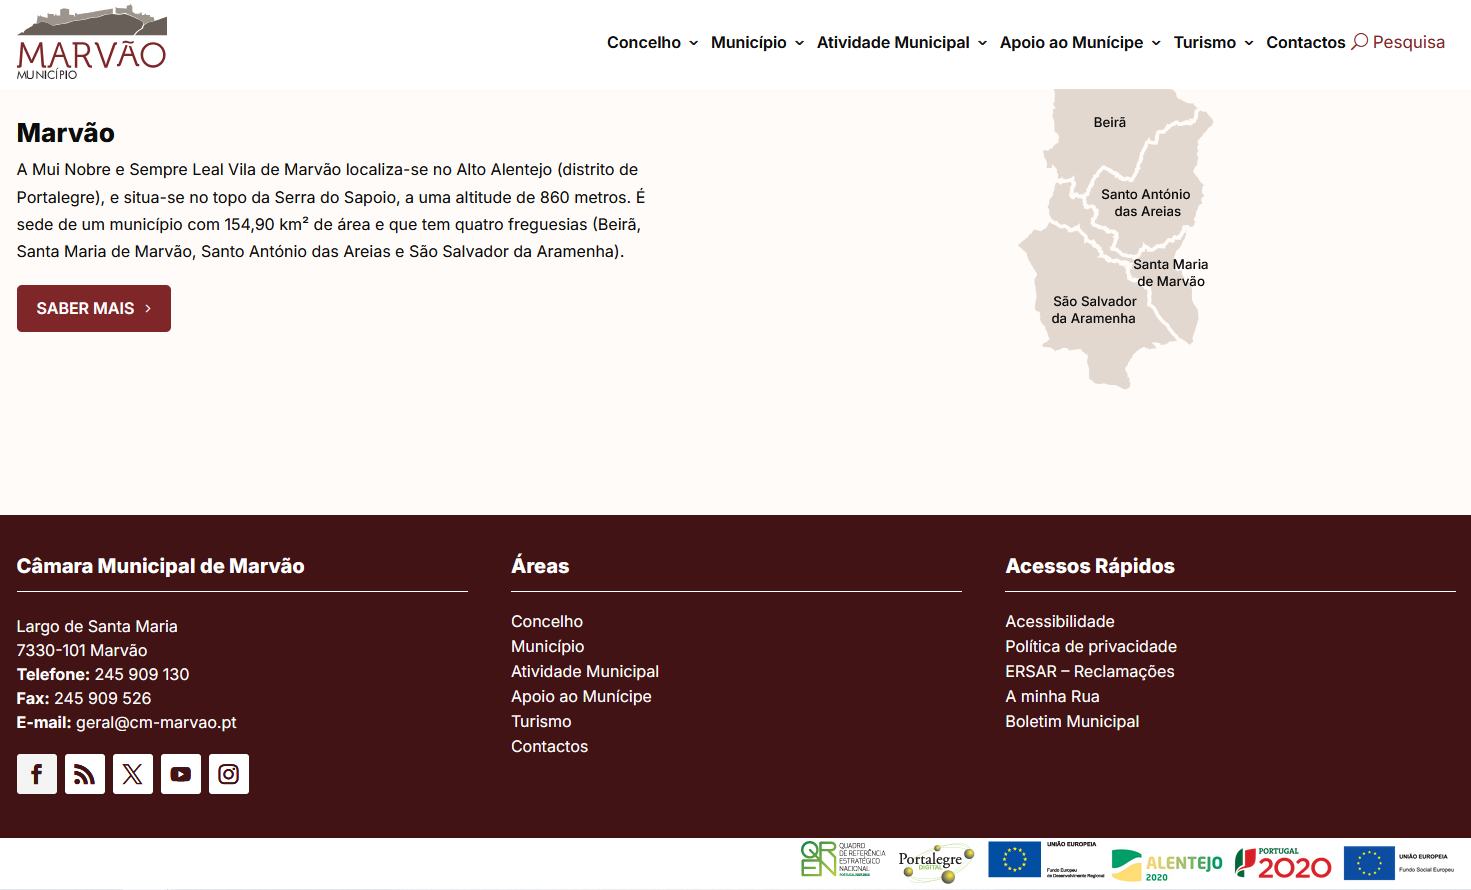 MARVÃO
MUNICÍPIO
Concelho Município Atividade Municipal Apoio ao Munícipe Turismo Contactos Pesquisa
Marvão
A Mui Nobre e Sempre Leal Vila de Marvão localiza-se no Alto Alentejo (distrito de
Portalegre), e situa-se no topo da Serra do Sapoio, a uma altitude de 860 metros. É
sede de um município com 154,90 km² de área e que tem quatro freguesias (Beirã,
Santa Maria de Marvão, Santo António das Areias e São Salvador da Aramenha).
SABER MAIS
Beirã
Santo António
das Areias
Santa Maria
de Marvão
São Salvador
da Aramenha
Câmara Municipal de Marvão
Largo de Santa Maria
7330-101 Marvão
Telefone: 245 909 130
Fax: 245 909 526
E-mail: geral@cm-marvao.pt
Áreas
Concelho
Município
Atividade Municipal
Apoio ao Munícipe
Turismo
Contactos
Acessos Rápidos
Acessibilidade
Política de privacidade
ERSAR – Reclamações
A minha Rua
Boletim Municipal
QREN
QUADRO
DE REFERÊNCIA
ESTRATÉGICO
NACIONAL
Portalegre
DIGITAL
UNIÃO EUROPEIA
Fundo Europeu
de Desenvolvimento Regional
ALENTEJO
2020
PORTUGAL
2020
UNIÃO EUROPEIA
Fundo Social Europeu